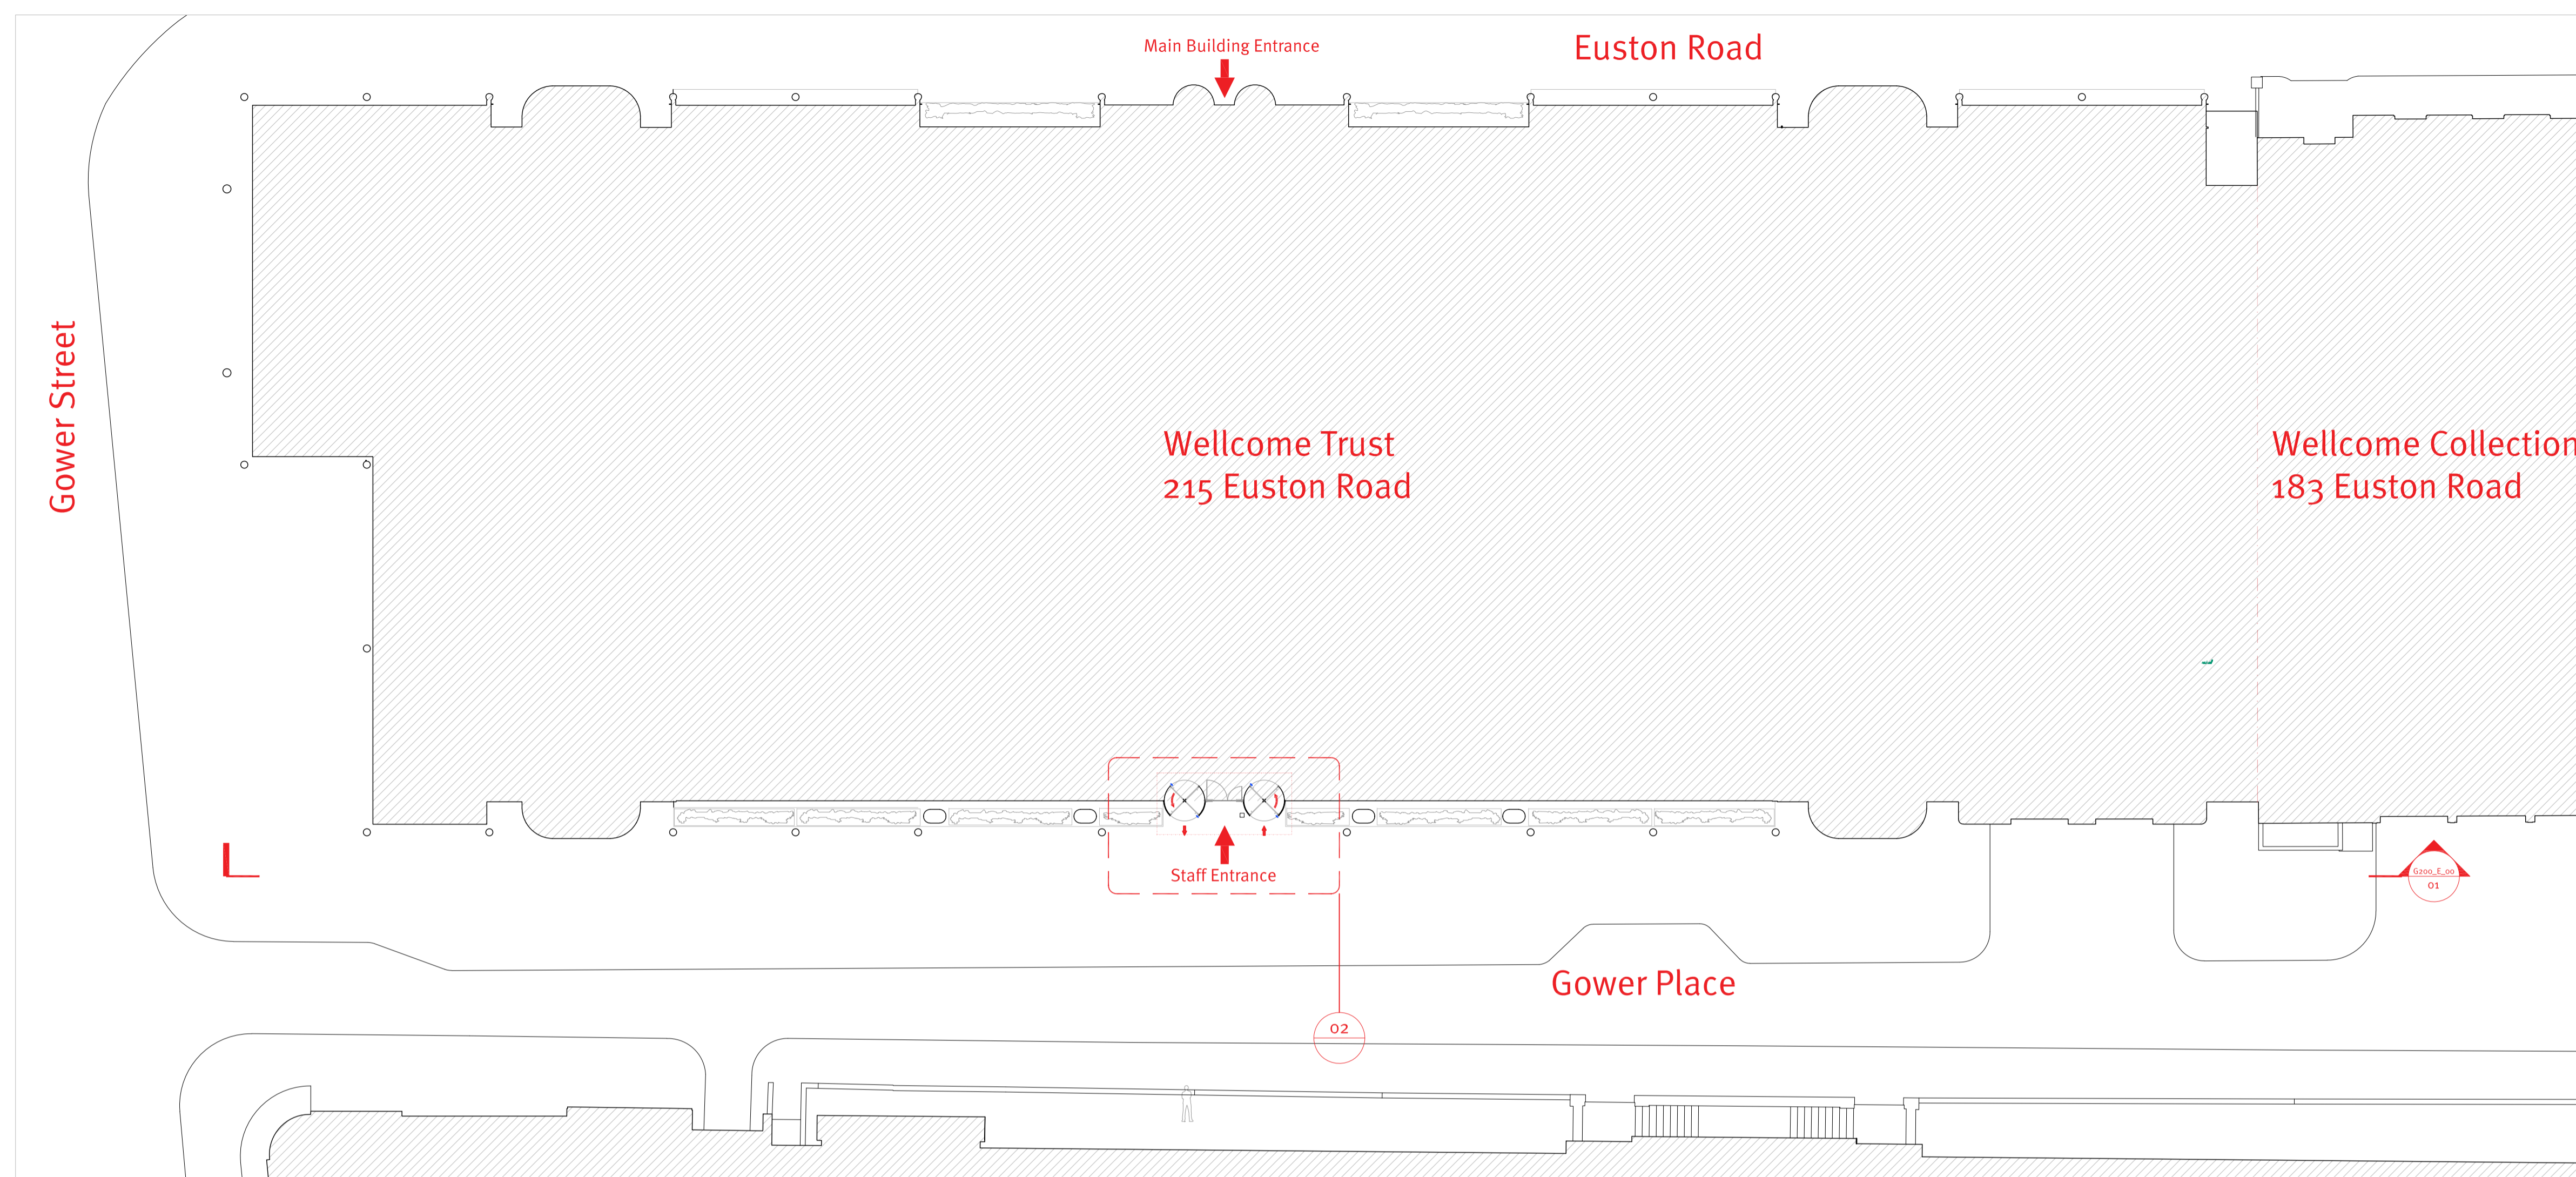 Main Building Entrance
Euston Road
Gower Street
Wellcome Trust
215 Euston Road
Wellcome Collection
183 Euston Road
Staff Entrance
G200_E_00
01
Gower Place
02